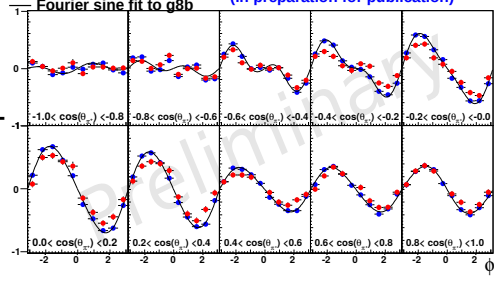 Fourier sine fit to g8b (in preparation for publication)
1
0
-1.0< cos(θπ+) <-0.8 -0.8< cos(θπ+) <-0.6 -0.6< cos(θπ+) <-0.4 -0.4< cos(θπ+) <-0.2 -0.2< cos(θπ+) <-0.0
-1
0
0.0< cos(θπ+) <0.2 0.2< cos(θπ+) <0.4 0.4< cos(θπ+) <0.6 0.6< cos(θπ+) <0.8 0.8< cos(θπ+) <1.0
-1
-2 0 2 -2 0 2 -2 0 2 -2 0 2 -2 0 2
ϕ
Preliminary